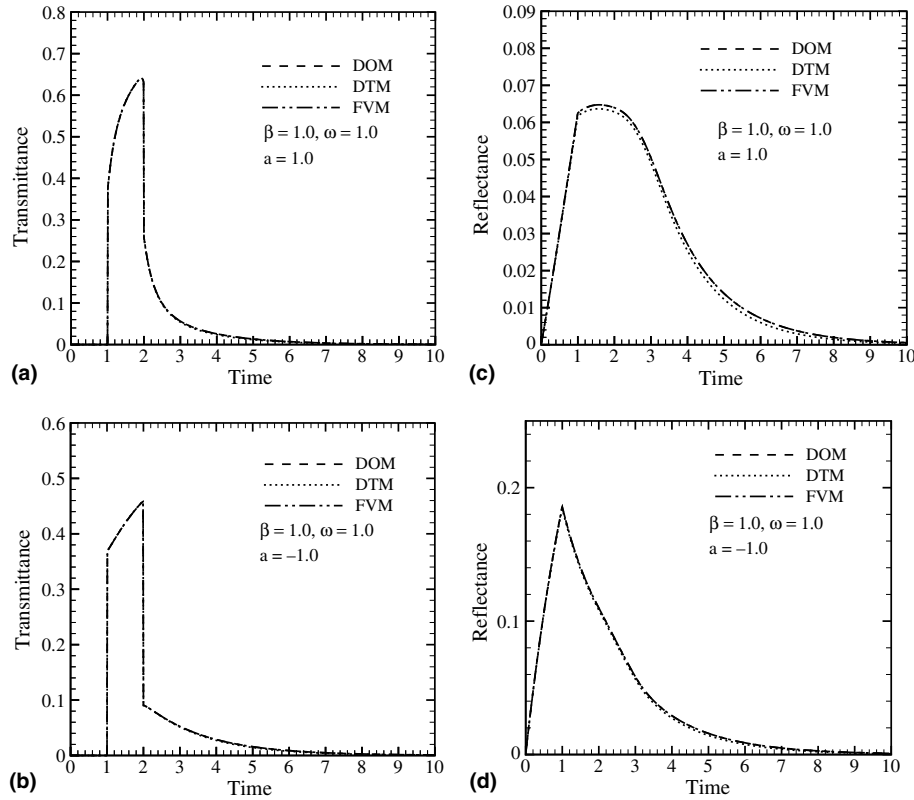 0.7
0.6
0.5
0.4
0.3
0.2
0.1
0
Transmittance
DOM
DTM
FVM
β = 1.0, ω = 1.0
a = 1.0
0 1 2 3 4 5 6 7 8 9 10
Time
(a)
0.09
0.08
0.07
0.06
0.05
0.04
0.03
0.02
0.01
0
Reflectance
DOM
DTM
FVM
β = 1.0, ω = 1.0
a = 1.0
0 1 2 3 4 5 6 7 8 9 10
Time
(c)
0.6
0.5
0.4
0.3
0.2
0.1
0
Transmittance
DOM
DTM
FVM
β = 1.0, ω = 1.0
a = –1.0
0 1 2 3 4 5 6 7 8 9 10
Time
(b)
0.2
0.1
0
Reflectance
DOM
DTM
FVM
β = 1.0, ω = 1.0
a = –1.0
0 1 2 3 4 5 6 7 8 9 10
Time
(d)